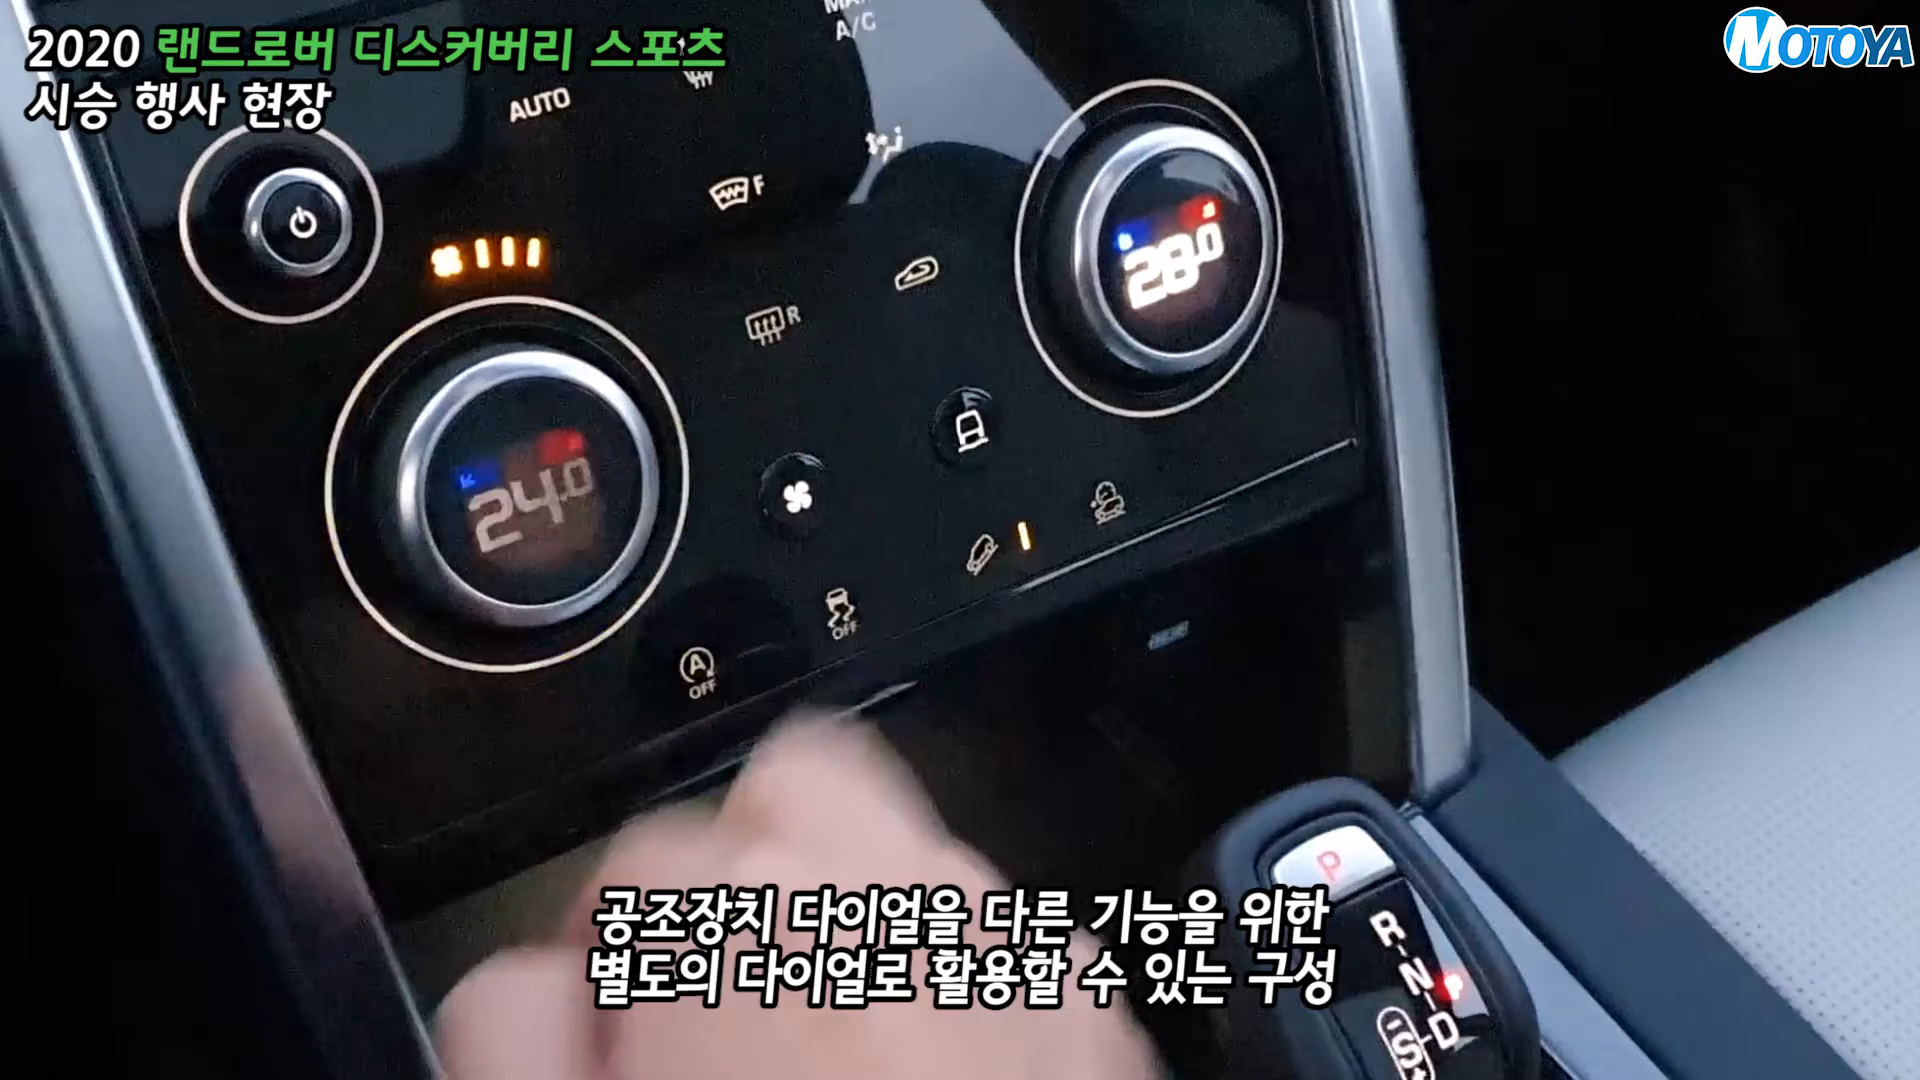 2020 랜드로버 디스커버리 스포츠
시승 행사 현장
MOTOYA
A/C
AUTO
F
28.0
R
24.0
OFF
A
OFF
P
R
N
D
S
공조장치 다이얼을 다른 기능을 위한
별도의 다이얼로 활용할 수 있는 구성